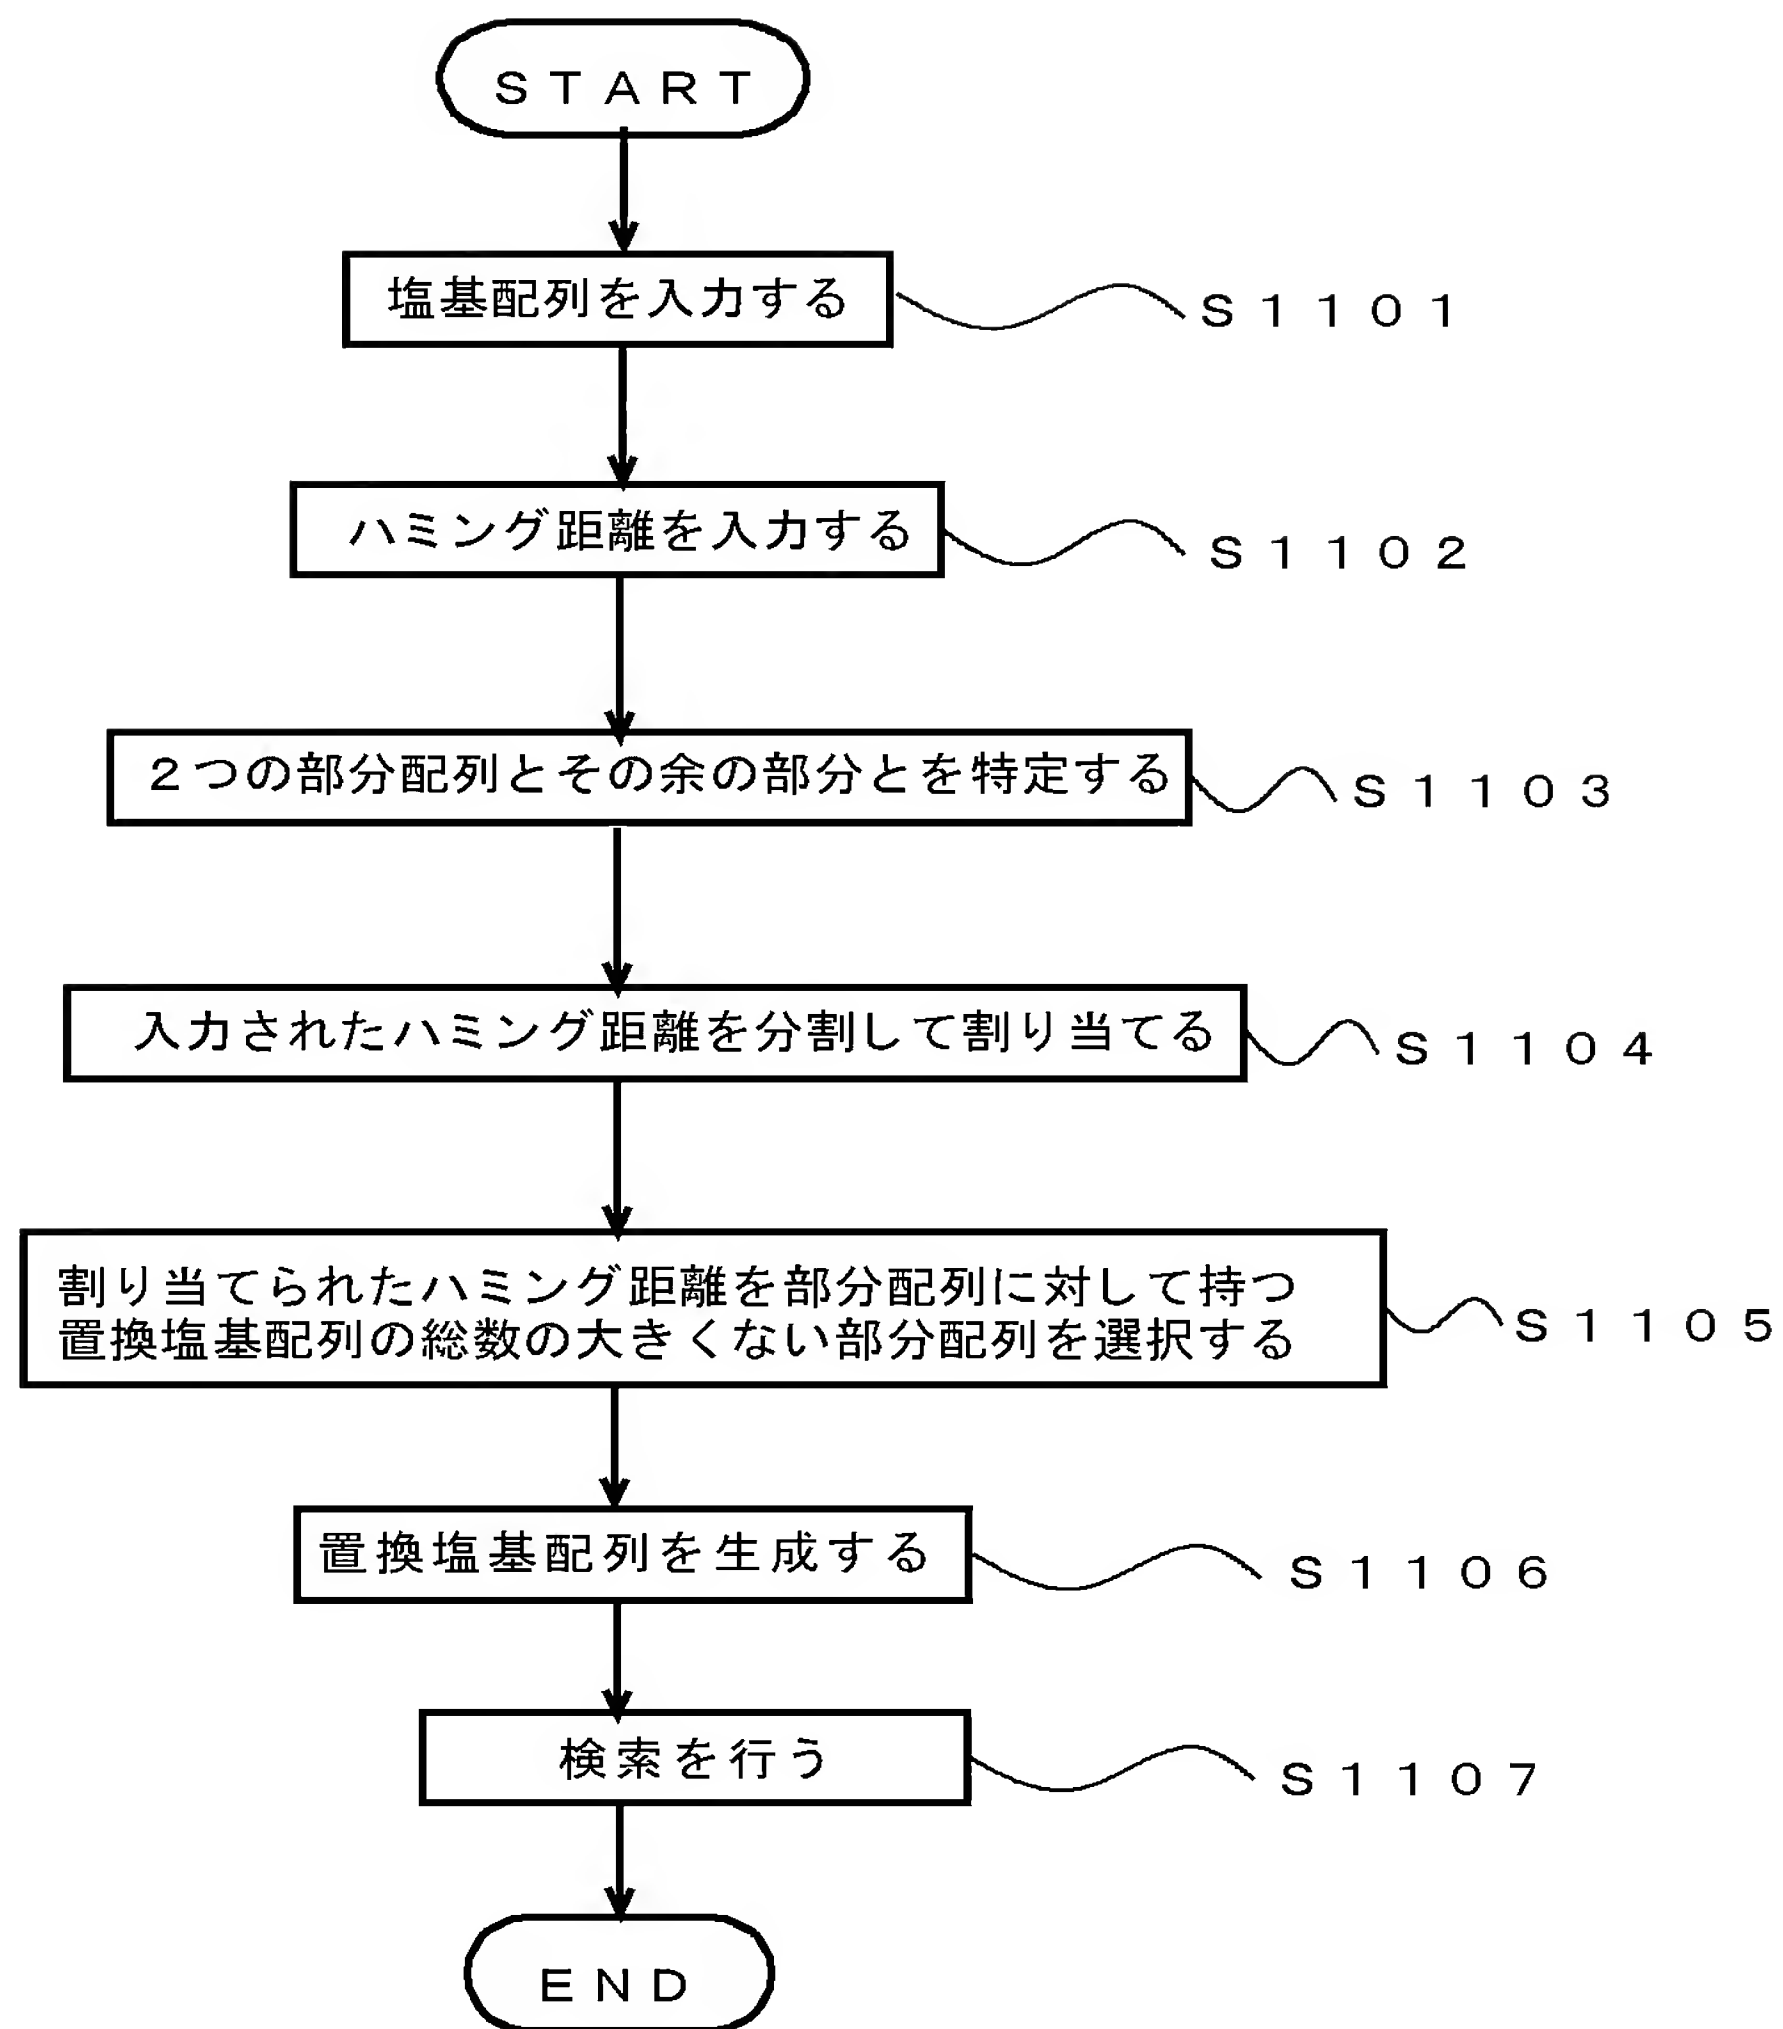 ＳＴＡＲＴ
塩基配列を入力する
Ｓ１１０１
ハミング距離を入力する
Ｓ１１０２
２つの部分配列とその余の部分とを特定する
Ｓ１１０３
入力されたハミング距離を分割して割り当てる
Ｓ１１０４
割り当てられたハミング距離を部分配列に対して持つ
置換塩基配列の総数の大きくない部分配列を選択する
Ｓ１１０５
置換塩基配列を生成する
Ｓ１１０６
検索を行う
Ｓ１１０７
ＥＮＤ